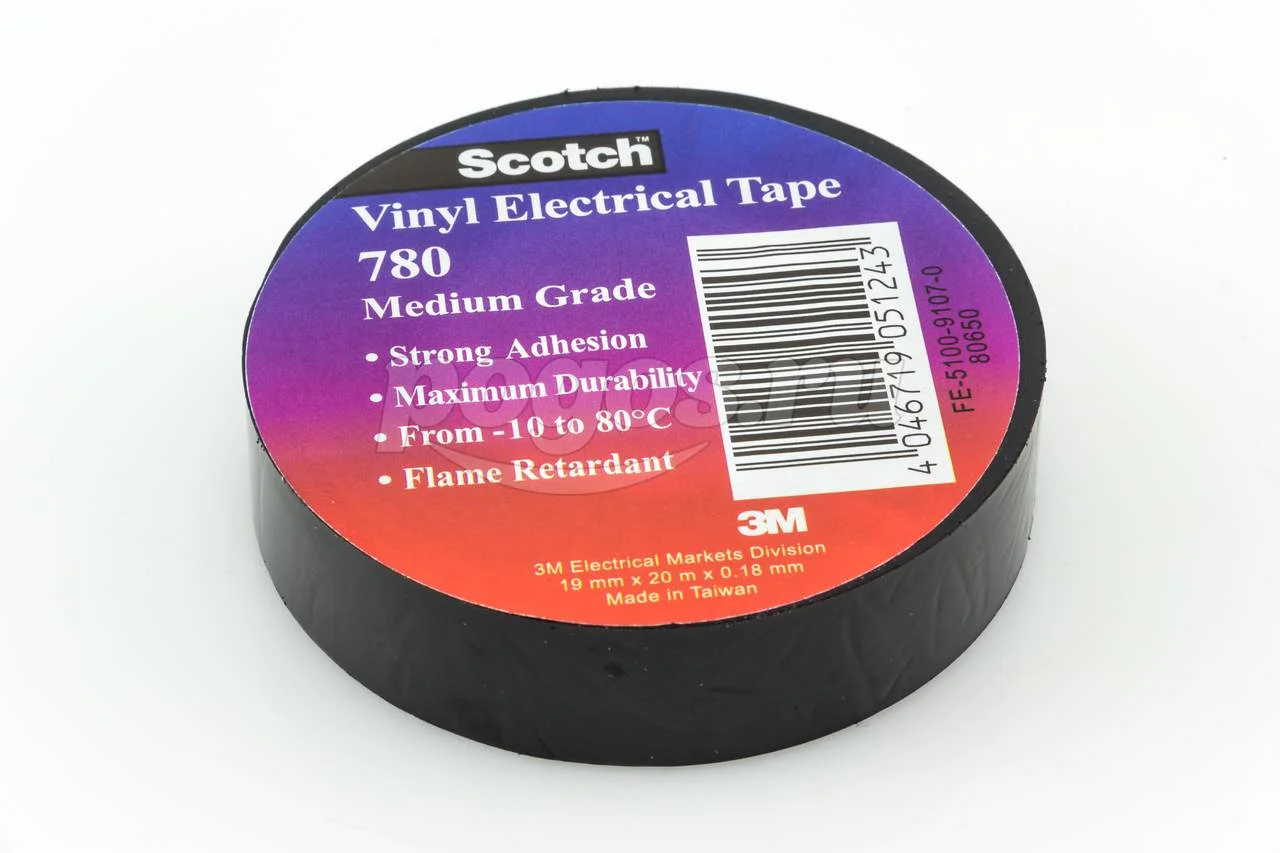 Scotch™
Vinyl Electrical Tape
780
Medium Grade
• Strong Adhesion
• Maximum Durability
• From -10 to 80°C
• Flame Retardant
4 046719 051243
FE-5100-9107-0
80650
3M
3M Electrical Markets Division
19 mm x 20 m x 0.18 mm
Made in Taiwan
pogos.ru